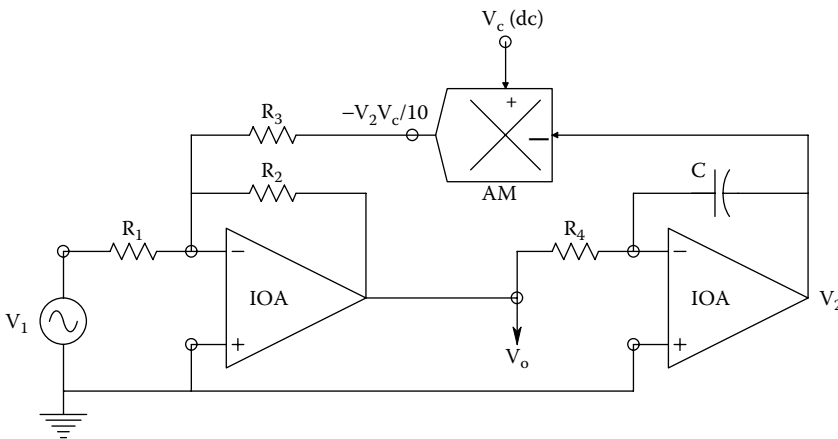 V_c (dc)
R_3
−V_2V_c/10
+
−
R_2
AM
C
R_1
R_4
−
IOA
+
−
IOA
+
V_1
V_2
V_o